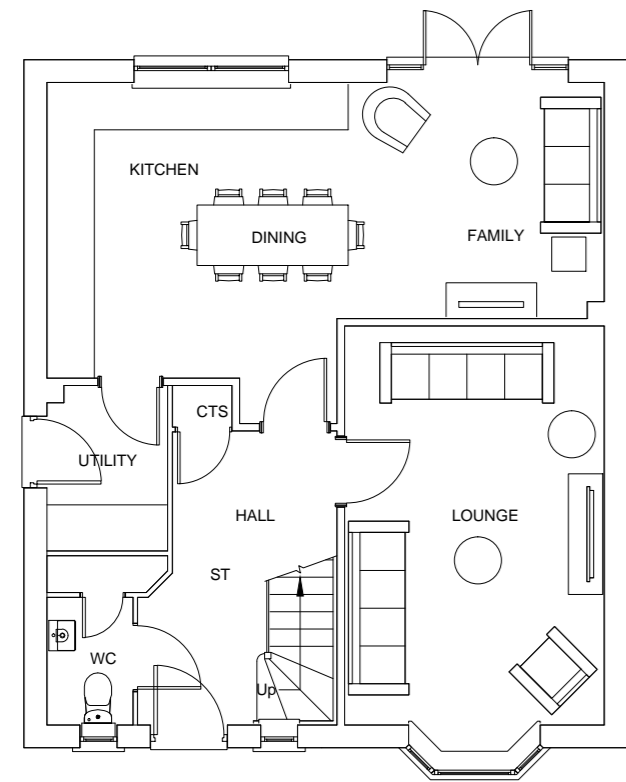 KITCHEN
DINING
FAMILY
CTS
UTILITY
HALL
LOUNGE
ST
WC
Up